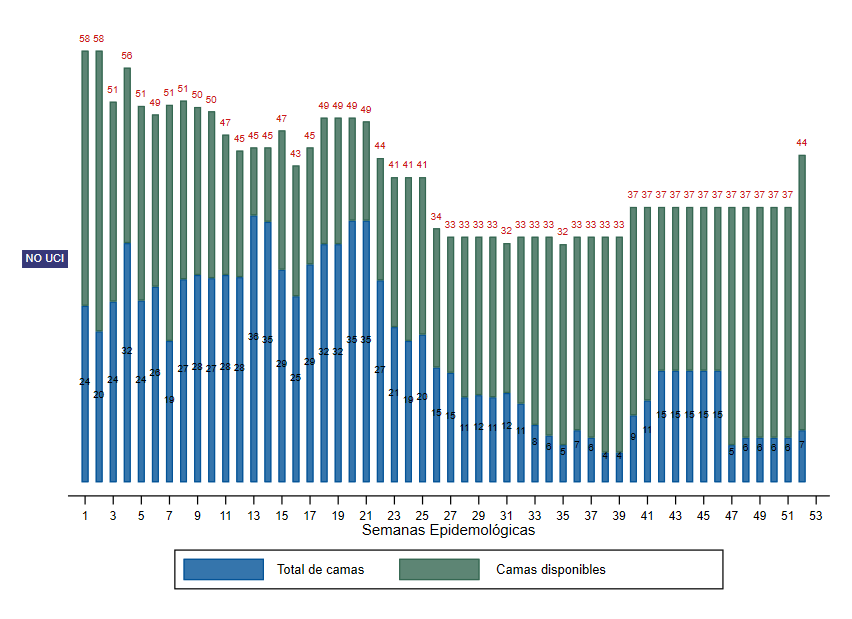 58 58 51 56 51 49 51 51 50 50 47 45 45 45 47 43 45 49 49 49 49 44 41 41 41 34 33 33 33 33 32 33 33 33 32 33 33 33 33 37 37 37 37 37 37 37 37 37 37 37 37 44
NO UCI
24 20 24 32 24 26 19 27 28 27 28 28 36 35 29 25 29 32 32 35 35 27 21 19 20 15 15 11 12 11 12 11 8 6 5 7 6 4 4 9 11 15 15 15 15 15 5 6 6 6 6 7
1 3 5 7 9 11 13 15 17 19 21 23 25 27 29 31 33 35 37 39 41 43 45 47 49 51 53
Semanas Epidemológicas
Total de camas Camas disponibles